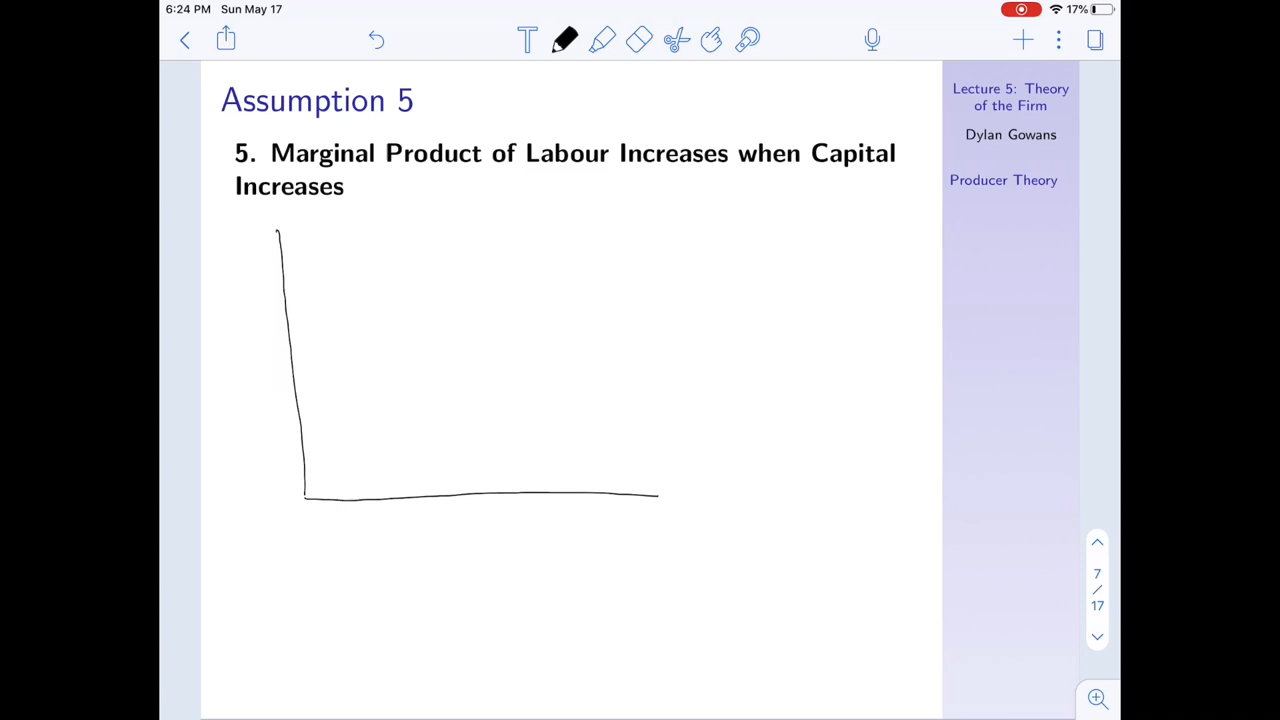 6:24 PM Sun May 17
17%
T
Assumption 5
5. Marginal Product of Labour Increases when Capital
Increases
Lecture 5: Theory
of the Firm
Dylan Gowans
Producer Theory
7
/
17